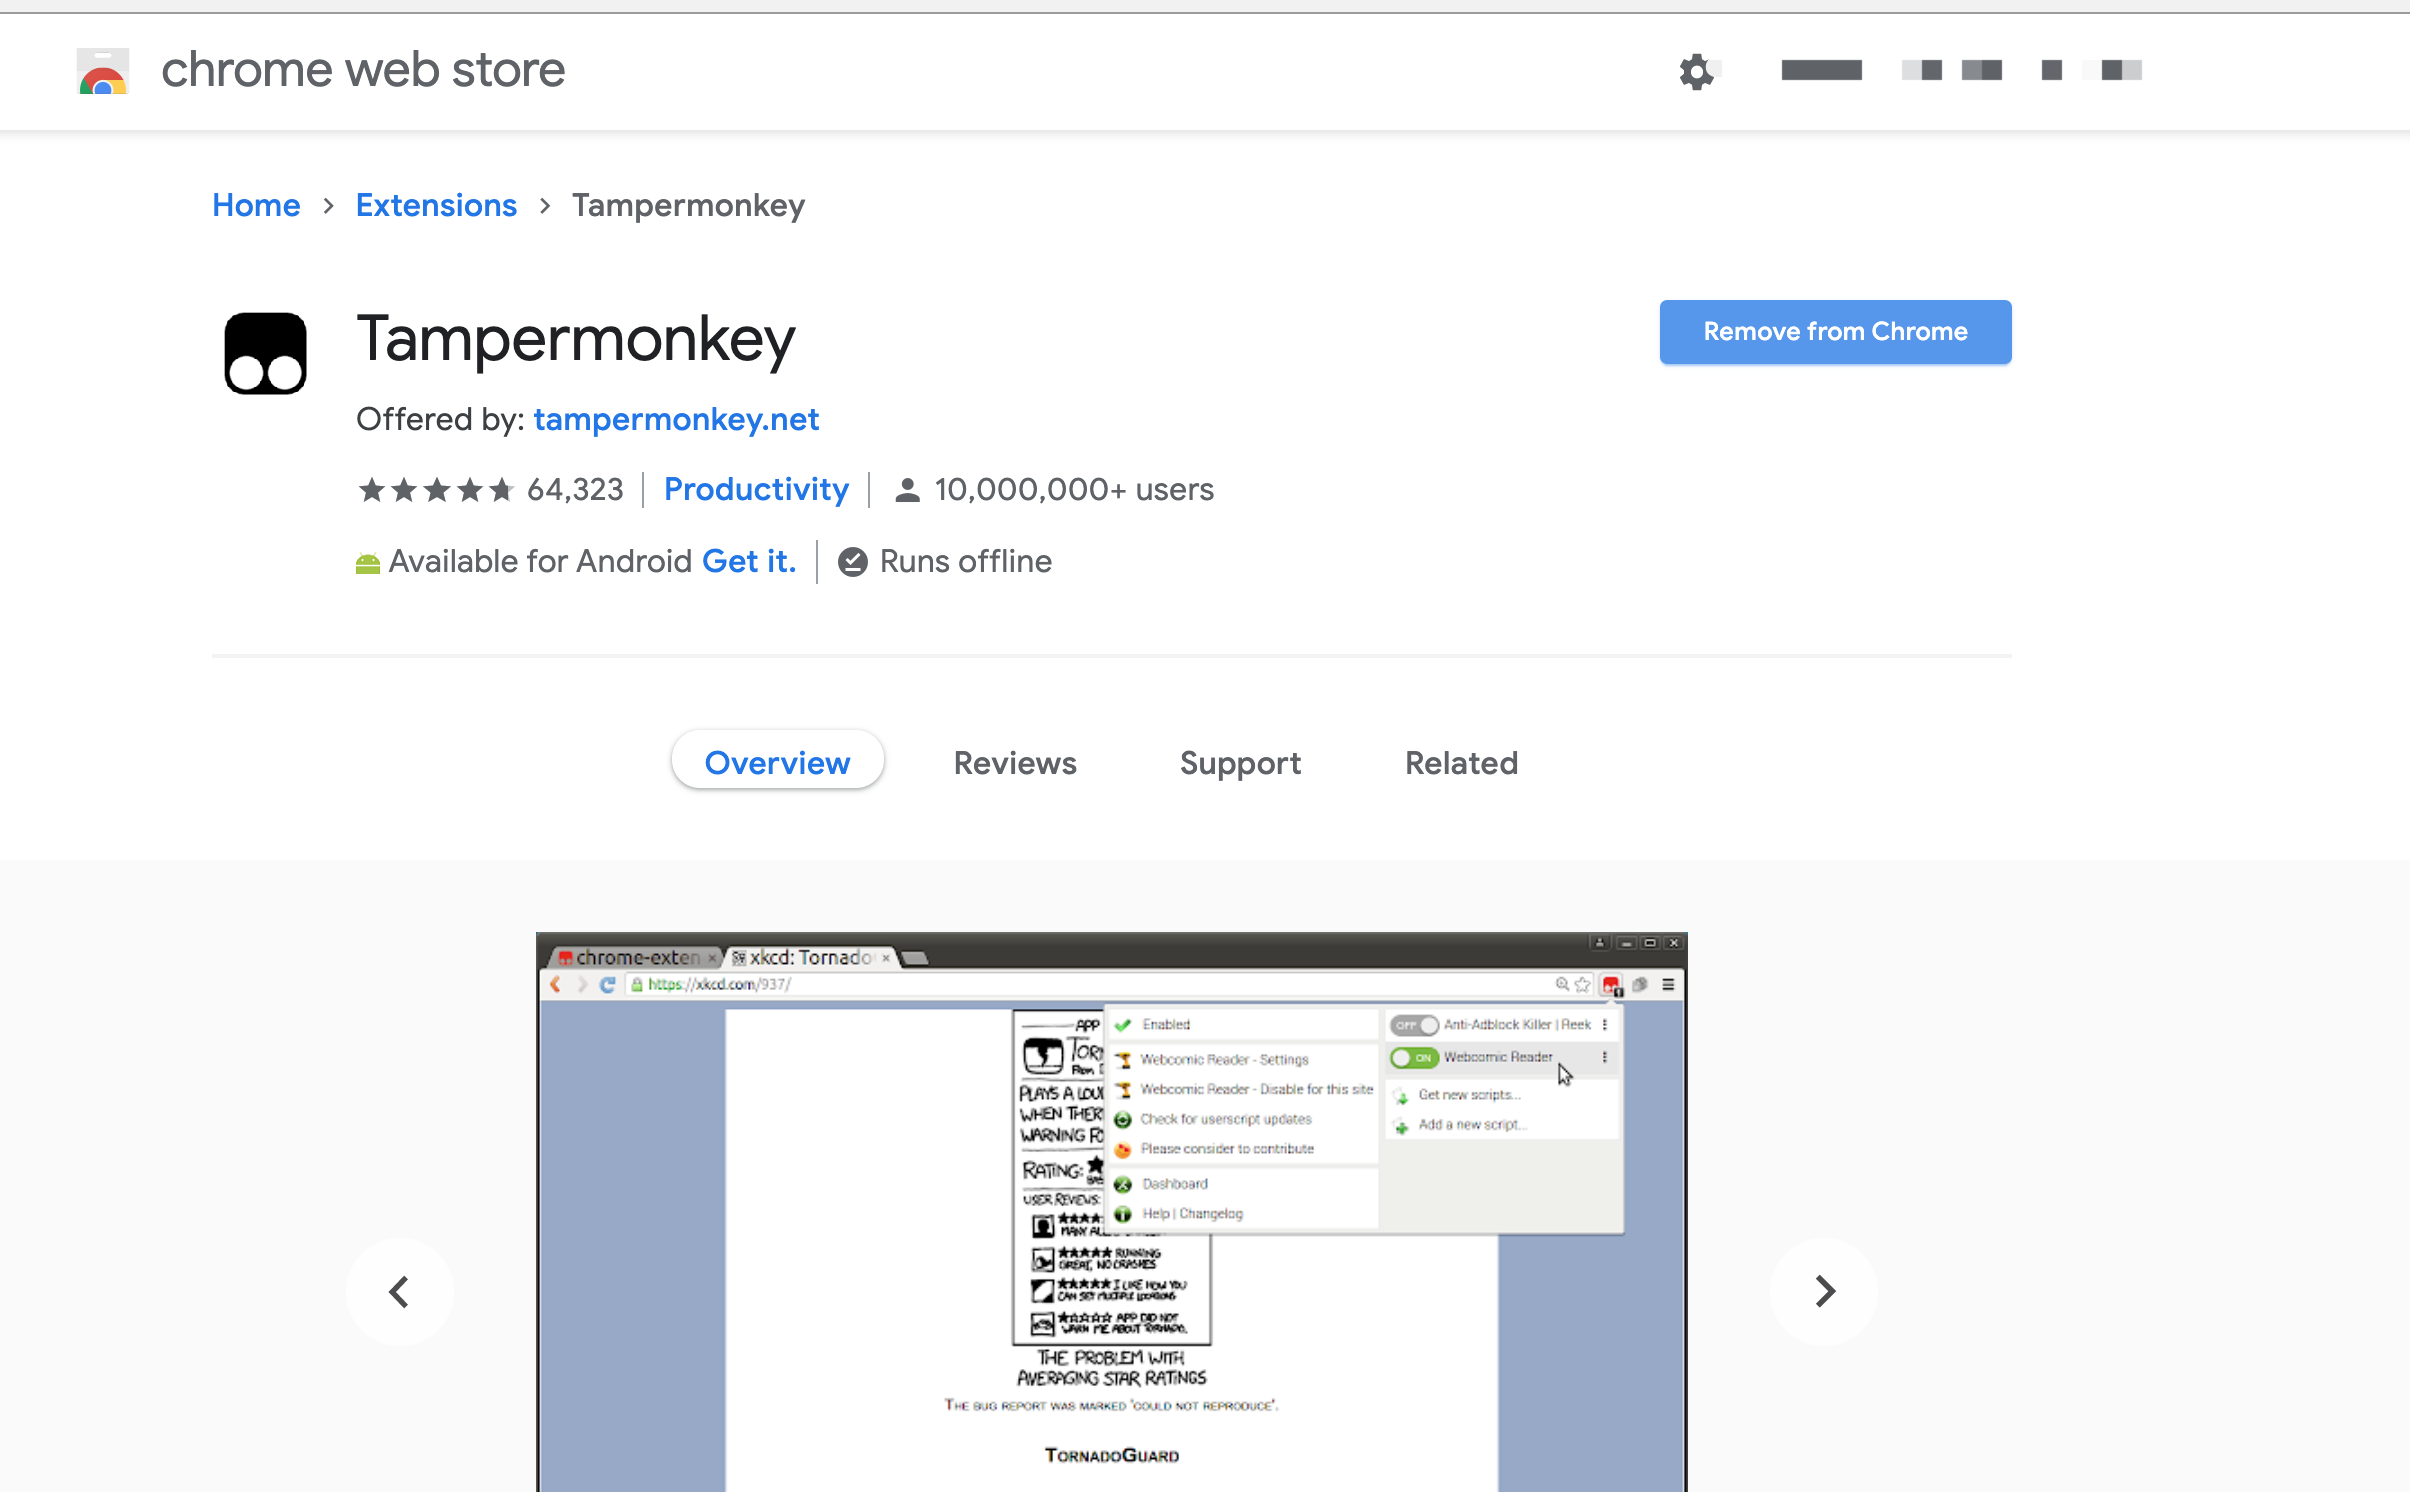 chrome web store
Home > Extensions > Tampermonkey
Tampermonkey
Remove from Chrome
Offered by: tampermonkey.net
64,323 | Productivity | 10,000,000+ users
Available for Android Get it. | Runs offline
Overview Reviews Support Related
chrome-exten xkcd: Tornado
https://xkcd.com/937/
Enabled
Webcomic Reader - Settings
Webcomic Reader - Disable for this site
Check for userscript updates
Please consider to contribute
Dashboard
Help | Changelog
OFF Anti-Adblock Killer | Reek
ON Webcomic Reader
Get new scripts...
Add a new script...
APP
PLAYS A LOU
WHEN THER
WARNING FO
RATING:
USER REVIEWS:
RUNNING
GREAT, NO CRASHES
I LIKE HOW YOU
CAN SET MULTIPLE LOCATIONS
APP DID NOT
WARN ME ABOUT TORNADO.
THE PROBLEM WITH
AVERAGING STAR RATINGS
THE BUG REPORT WAS MARKED 'COULD NOT REPRODUCE'.
TORNADOGUARD